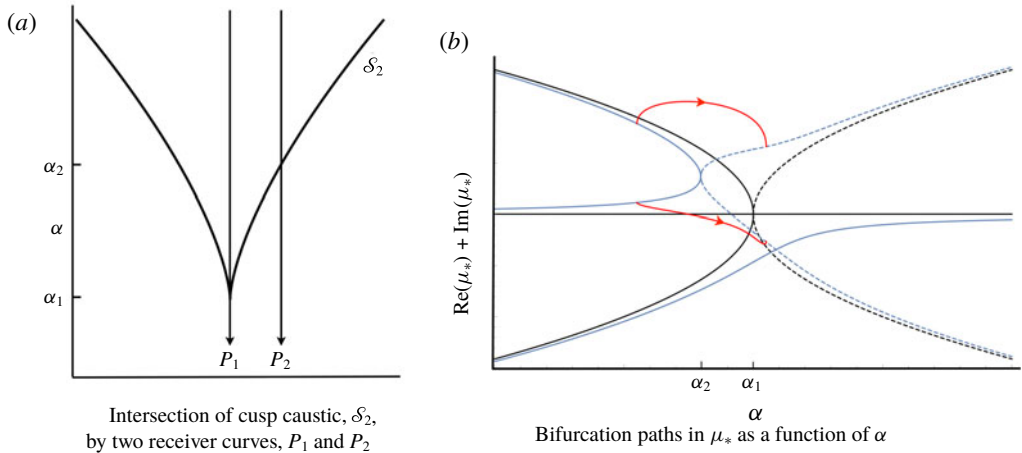 (a)
𝒮₂
α₂
α
α₁
P₁ P₂
Intersection of cusp caustic, 𝒮₂,
by two receiver curves, P₁ and P₂
(b)
Re(μ*) + Im(μ*)
α₂ α₁
α
Bifurcation paths in μ* as a function of α